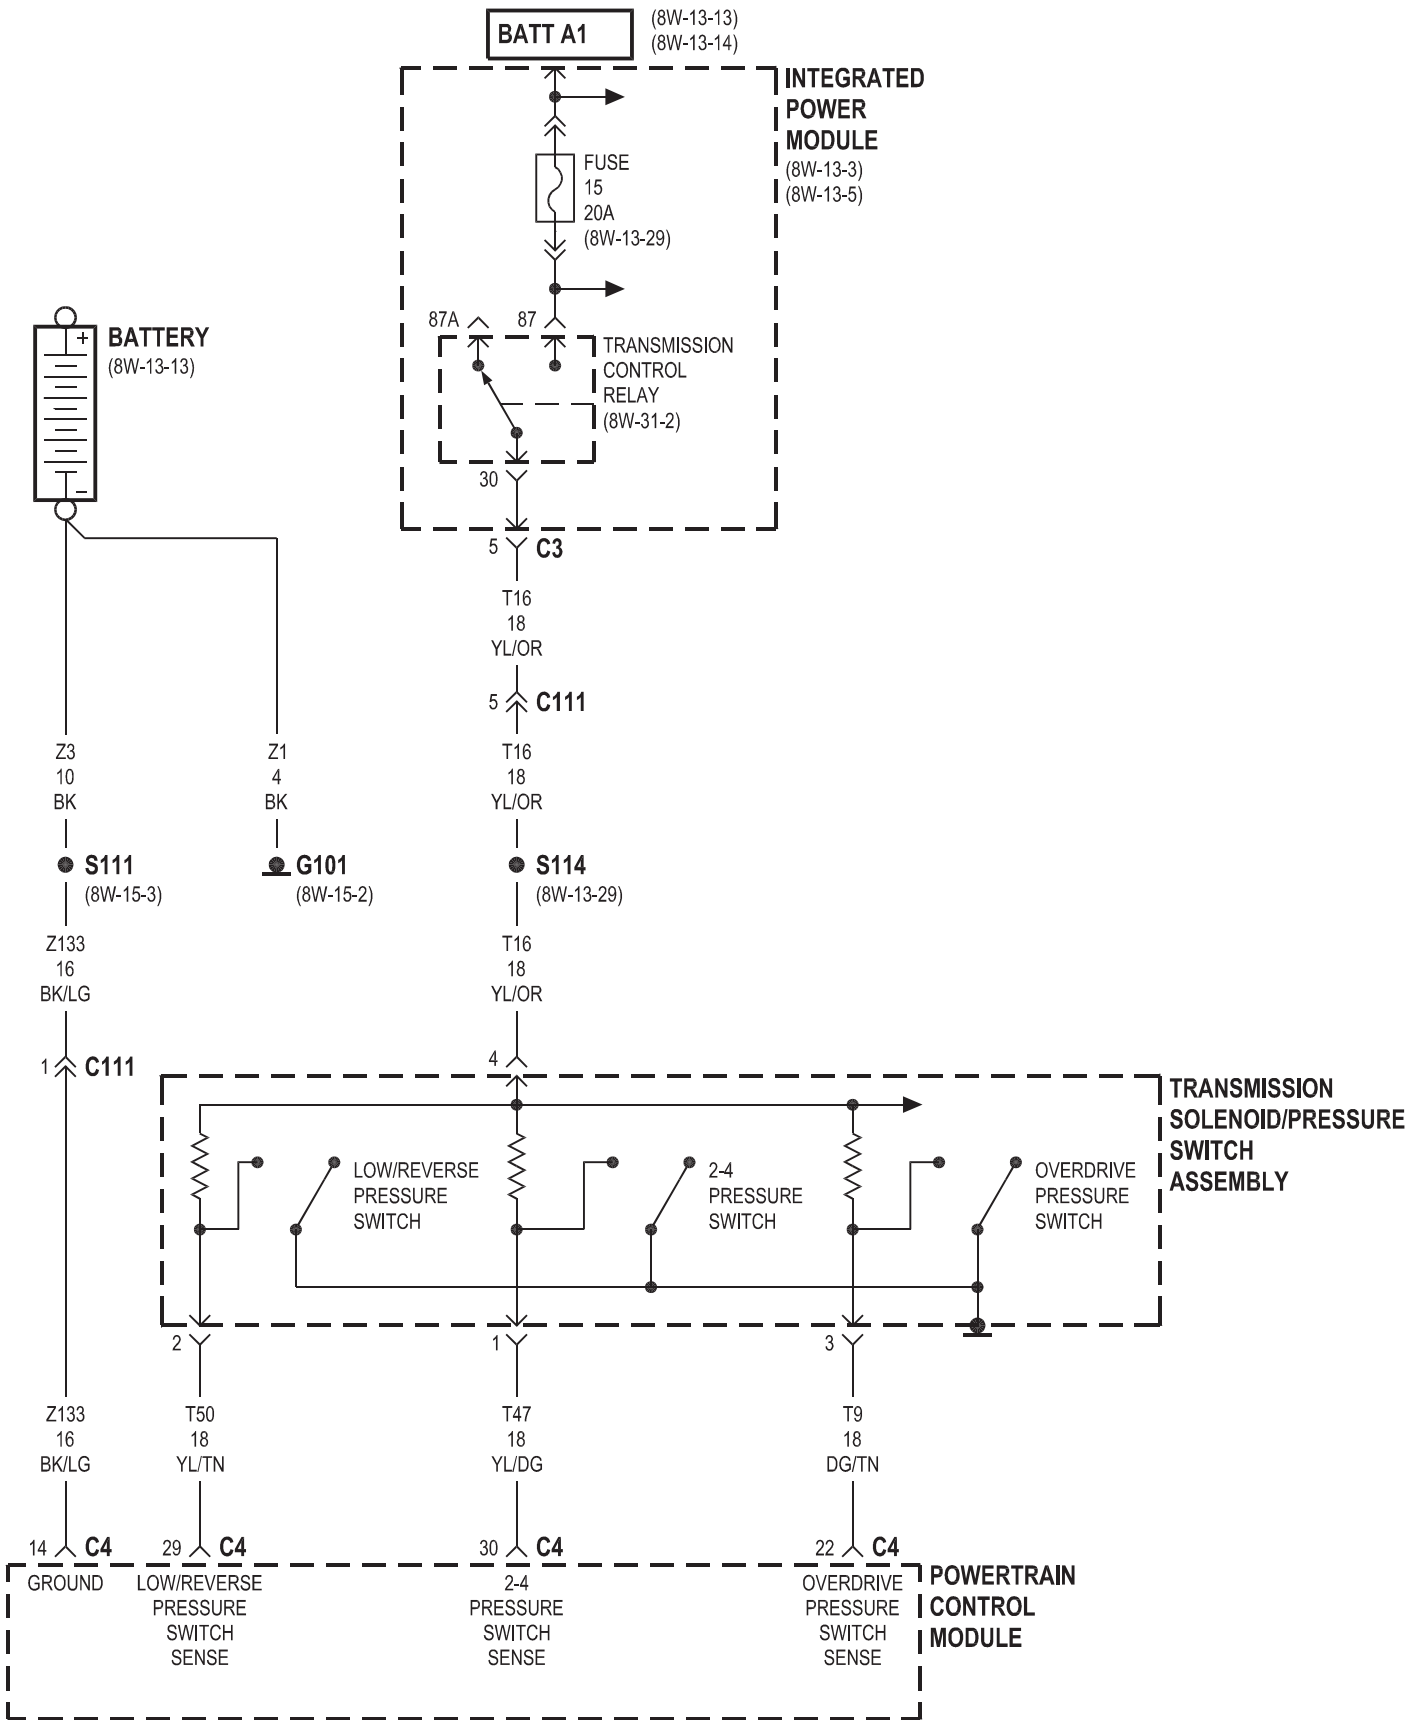 BATT A1
(8W-13-13)
(8W-13-14)
INTEGRATED
POWER
MODULE
(8W-13-3)
(8W-13-5)
FUSE
15
20A
(8W-13-29)
87A
87
TRANSMISSION
CONTROL
RELAY
(8W-31-2)
30
BATTERY
(8W-13-13)
+
−
5
C3
T16
18
YL/OR
5
C111
Z3
10
BK
Z1
4
BK
T16
18
YL/OR
S111
(8W-15-3)
G101
(8W-15-2)
S114
(8W-13-29)
Z133
16
BK/LG
T16
18
YL/OR
1
C111
4
TRANSMISSION
SOLENOID/PRESSURE
SWITCH
ASSEMBLY
LOW/REVERSE
PRESSURE
SWITCH
2-4
PRESSURE
SWITCH
OVERDRIVE
PRESSURE
SWITCH
2
1
3
Z133
16
BK/LG
T50
18
YL/TN
T47
18
YL/DG
T9
18
DG/TN
14
C4
29
C4
30
C4
22
C4
GROUND
LOW/REVERSE
PRESSURE
SWITCH
SENSE
2-4
PRESSURE
SWITCH
SENSE
OVERDRIVE
PRESSURE
SWITCH
SENSE
POWERTRAIN
CONTROL
MODULE